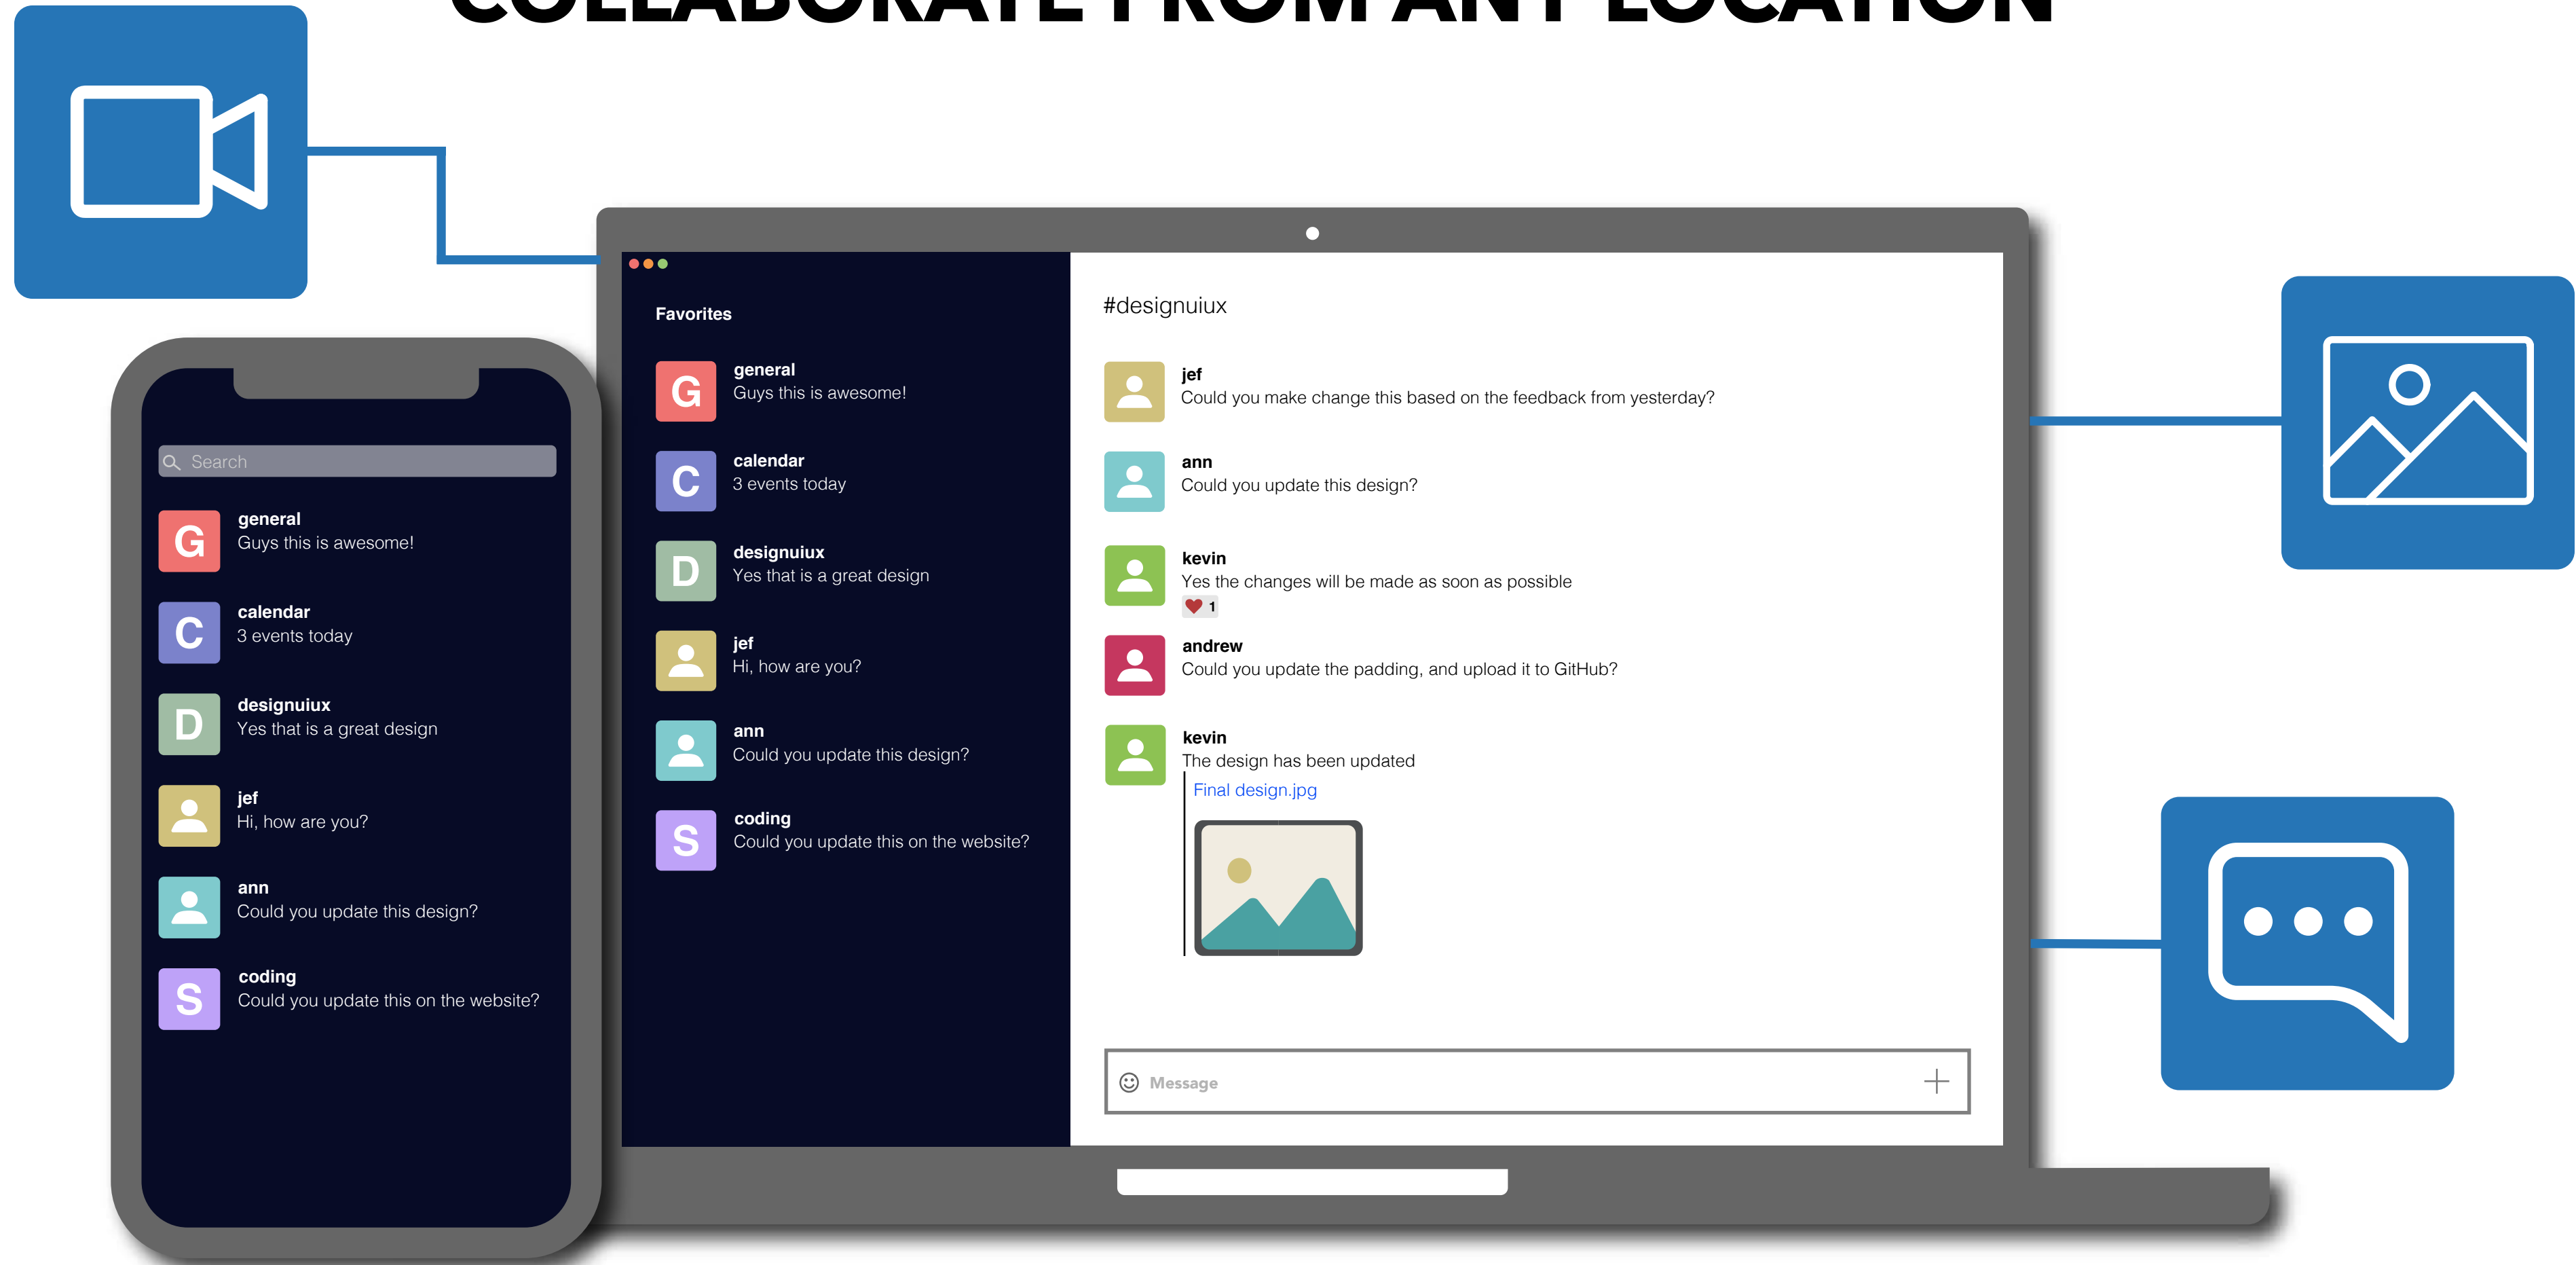 COLLABORATE FROM ANY LOCATION
Search
G
general
Guys this is awesome!
C
calendar
3 events today
D
designuiux
Yes that is a great design
jef
Hi, how are you?
ann
Could you update this design?
S
coding
Could you update this on the website?
Favorites
G
general
Guys this is awesome!
C
calendar
3 events today
D
designuiux
Yes that is a great design
jef
Hi, how are you?
ann
Could you update this design?
S
coding
Could you update this on the website?
#designuiux
jef
Could you make change this based on the feedback from yesterday?
ann
Could you update this design?
kevin
Yes the changes will be made as soon as possible
1
andrew
Could you update the padding, and upload it to GitHub?
kevin
The design has been updated
Final design.jpg
Message